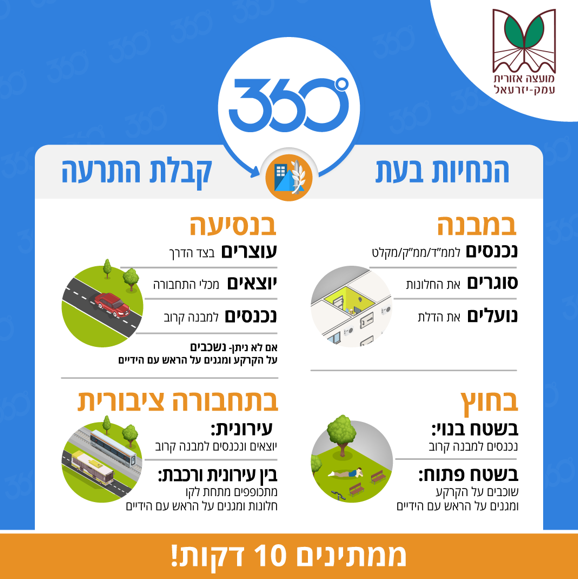 מועצה אזורית
עמק-יזרעאל
360°
הנחיות בעת קבלת התרעה
במבנה
נכנסים לממ"ד/ממ"ק/מקלט
סוגרים את החלונות
נועלים את הדלת
בנסיעה
עוצרים בצד הדרך
יוצאים מכלי התחבורה
נכנסים למבנה קרוב
אם לא ניתן- נשכבים
על הקרקע ומגנים על הראש עם הידיים
בחוץ
בשטח בנוי:
נכנסים למבנה קרוב
בשטח פתוח:
שוכבים על הקרקע
ומגנים על הראש עם הידיים
בתחבורה ציבורית
עירונית:
יוצאים ונכנסים למבנה קרוב
בין עירונית ורכבת:
מתכופפים מתחת לקו
חלונות ומגנים על הראש עם הידיים
ממתינים 10 דקות!